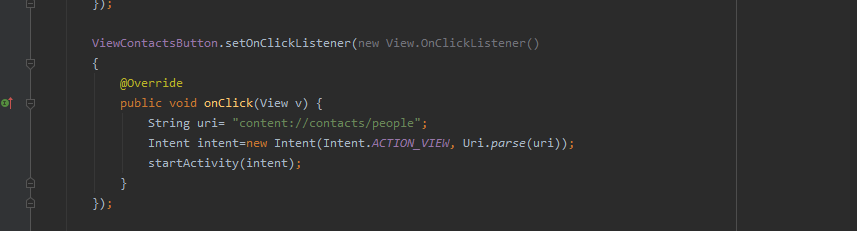 });
ViewContactsButton.setOnClickListener(new View.OnClickListener()
{
@Override
public void onClick(View v) {
String uri= "content://contacts/people";
Intent intent=new Intent(Intent.ACTION_VIEW, Uri.parse(uri));
startActivity(intent);
}
});